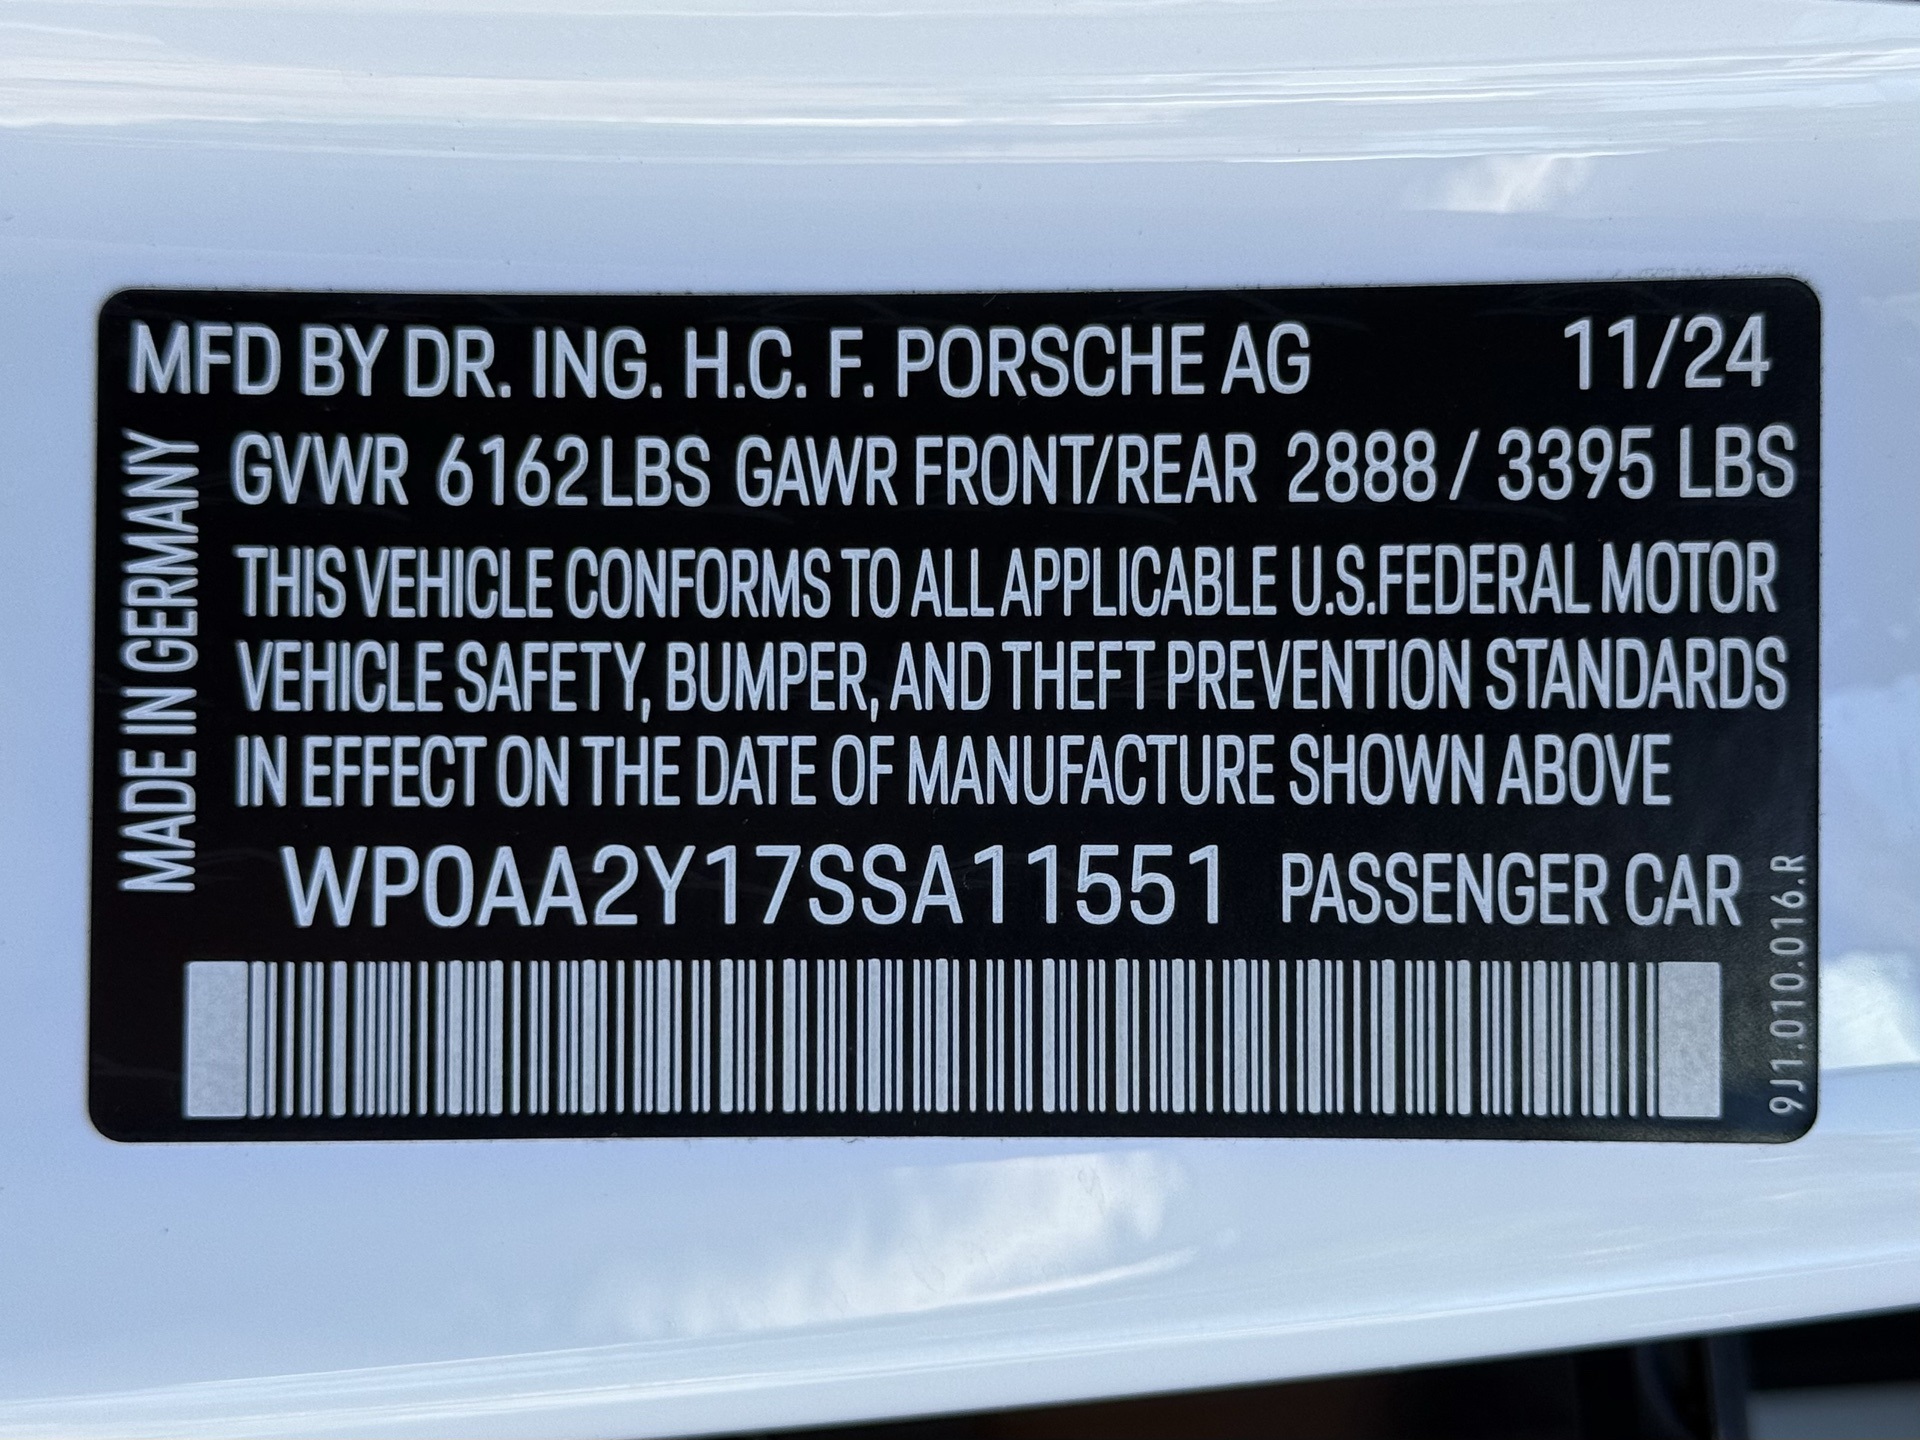 MFD BY DR. ING. H.C. F. PORSCHE AG 11/24
GVWR 6162LBS GAWR FRONT/REAR 2888 / 3395 LBS
THIS VEHICLE CONFORMS TO ALL APPLICABLE U.S.FEDERAL MOTOR
VEHICLE SAFETY, BUMPER, AND THEFT PREVENTION STANDARDS
IN EFFECT ON THE DATE OF MANUFACTURE SHOWN ABOVE
WP0AA2Y17SSA11551 PASSENGER CAR
MADE IN GERMANY
9J1.010.016.R